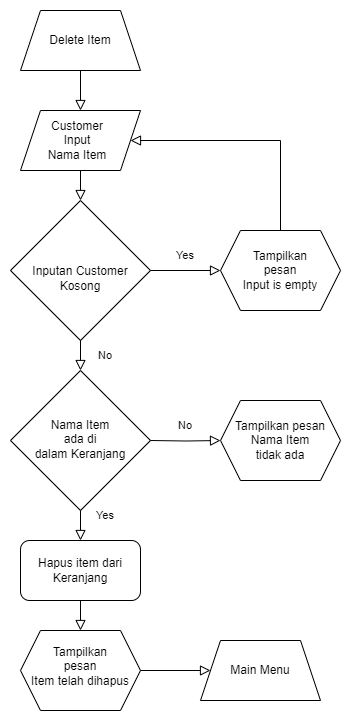 Delete Item
Customer
Input
Nama Item
Inputan Customer
Kosong
Yes
Tampilkan
pesan
Input is empty
No
Nama Item
ada di
dalam Keranjang
No
Tampilkan pesan
Nama Item
tidak ada
Yes
Hapus item dari
Keranjang
Tampilkan
pesan
Item telah dihapus
Main Menu